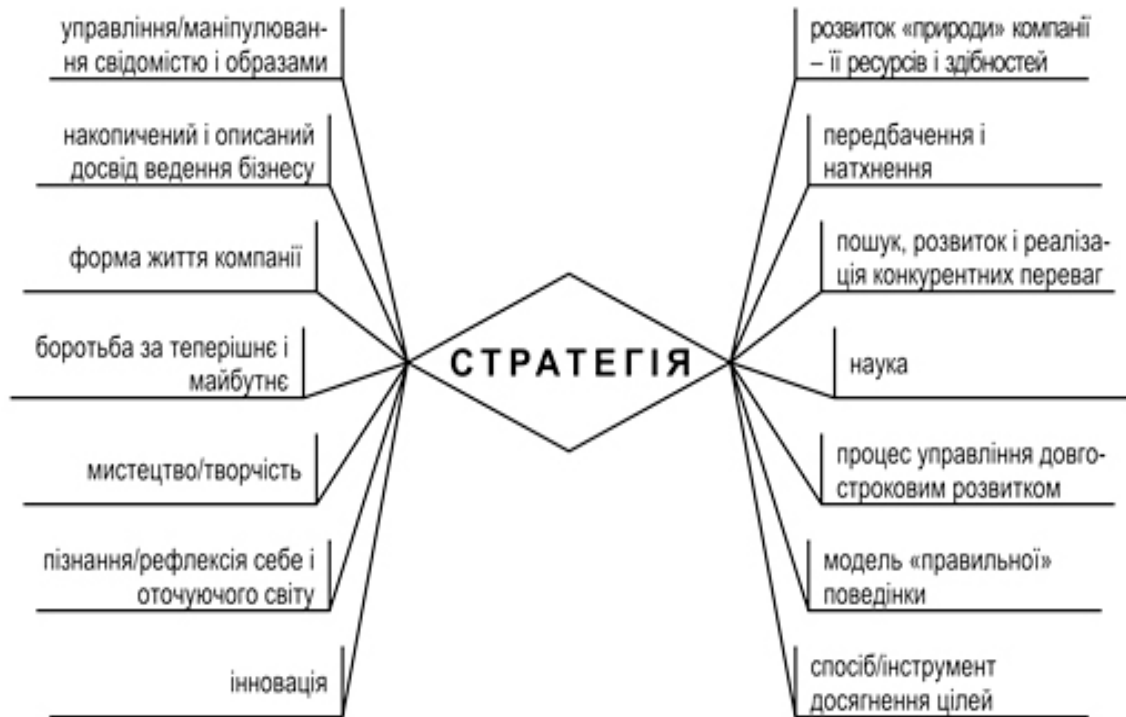 управління/маніпулюван-
ня свідомістю і образами
накопичений і описаний
досвід ведення бізнесу
форма життя компанії
боротьба за теперішнє і
майбутнє
мистецтво/творчість
пізнання/рефлексія себе і
оточуючого світу
інновація
СТРАТЕГІЯ
розвиток «природи» компанії
– її ресурсів і здібностей
передбачення і
натхнення
пошук, розвиток і реаліза-
ція конкурентних переваг
наука
процес управління довго-
строковим розвитком
модель «правильної»
поведінки
спосіб/інструмент
досягнення цілей